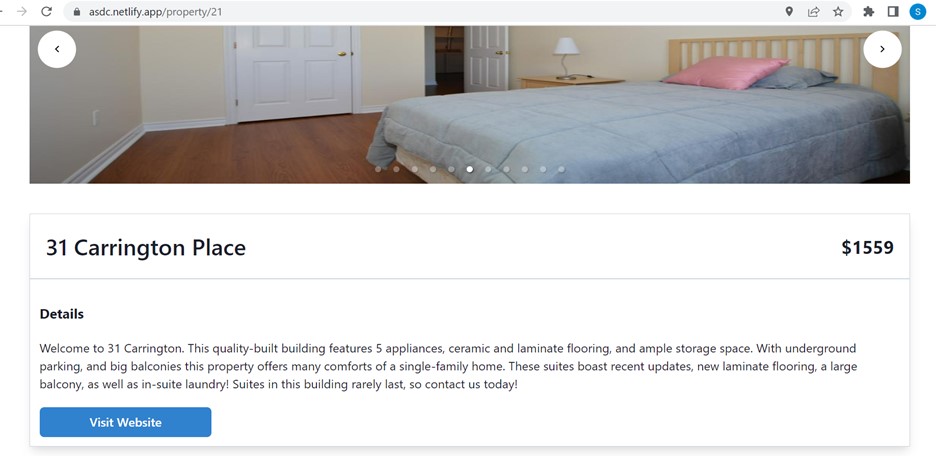 asdc.netlify.app/property/21
S
31 Carrington Place
$1559
Details
Welcome to 31 Carrington. This quality-built building features 5 appliances, ceramic and laminate flooring, and ample storage space. With underground
parking, and big balconies this property offers many comforts of a single-family home. These suites boast recent updates, new laminate flooring, a large
balcony, as well as in-suite laundry! Suites in this building rarely last, so contact us today!
Visit Website